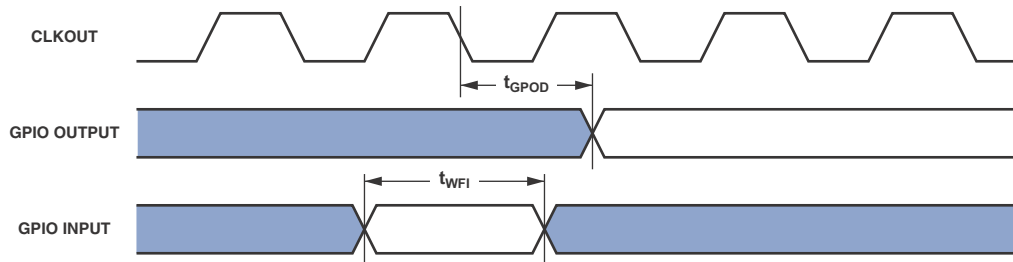 CLKOUT
tGPOD
GPIO OUTPUT
tWFI
GPIO INPUT